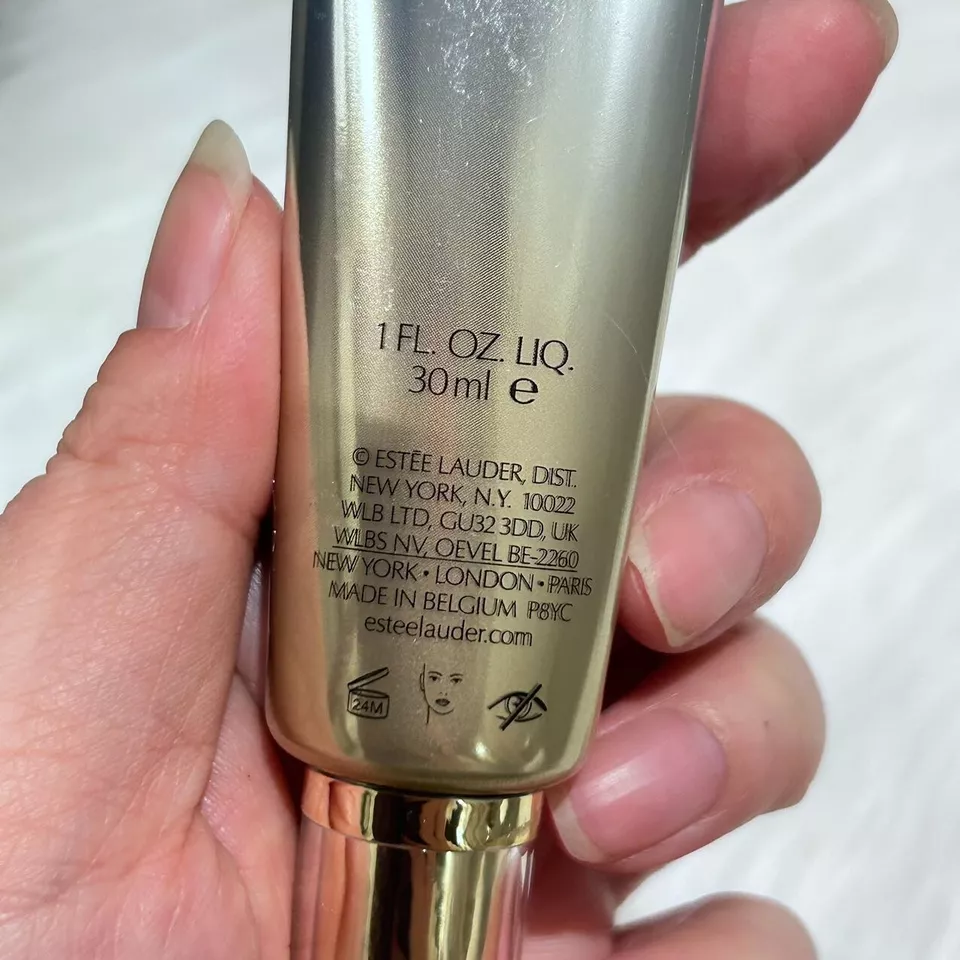 1 FL. OZ. LIQ.
30 ml ℮
© ESTĒE LAUDER, DIST.
NEW YORK, N.Y. 10022
WLB LTD, GU32 3DD, UK
WLBS NV, OEVEL BE-2260
NEW YORK • LONDON • PARIS
MADE IN BELGIUM P8YC
esteelauder.com
24M